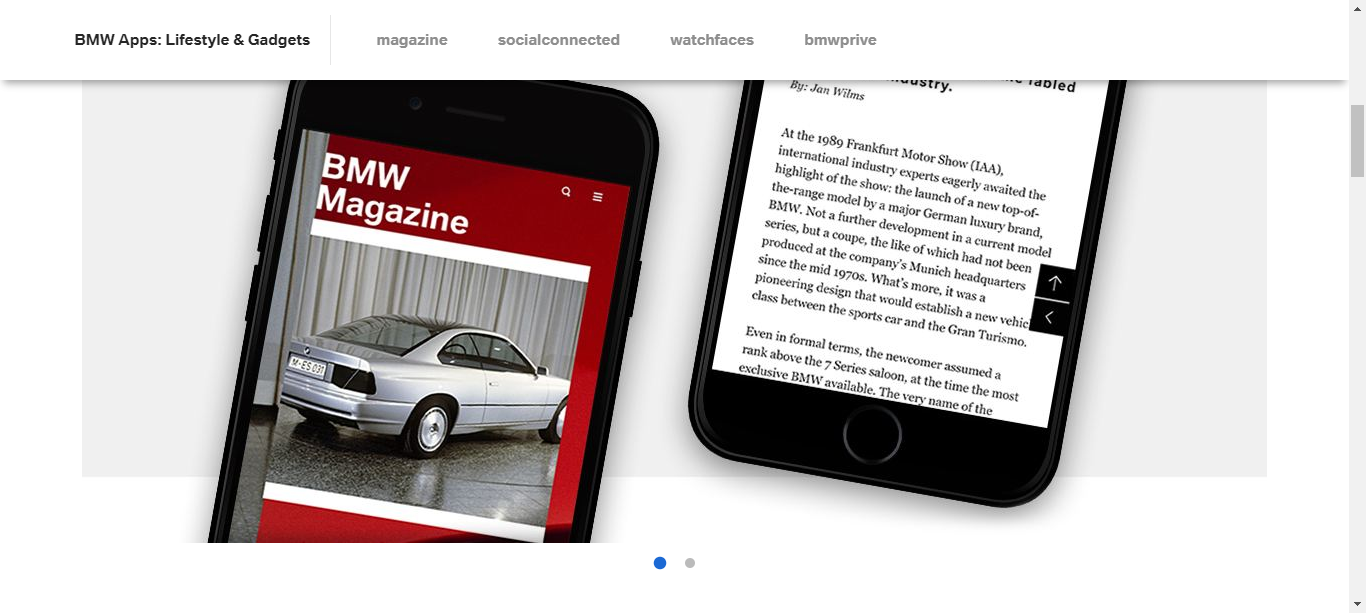 BMW Apps: Lifestyle & Gadgets
magazine
socialconnected
watchfaces
bmwprive
BMW
Magazine
M-ES 031
fabled
industry.
By: Jan Wilms
At the 1989 Frankfurt Motor Show (IAA),
international industry experts eagerly awaited the
highlight of the show: the launch of a new top-of-
the-range model by a major German luxury brand,
BMW. Not a further development in a current model
series, but a coupe, the like of which had not been
produced at the company's Munich headquarters
since the mid 1970s. What's more, it was a
pioneering design that would establish a new vehic
class between the sports car and the Gran Turismo.
Even in formal terms, the newcomer assumed a
rank above the 7 Series saloon, at the time the most
exclusive BMW available. The very name of the